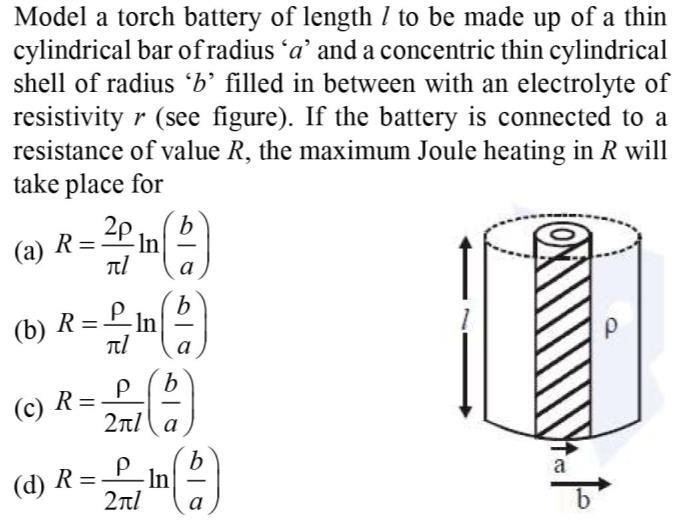 Model a torch battery of length l to be made up of a thin
cylindrical bar of radius ‘a’ and a concentric thin cylindrical
shell of radius ‘b’ filled in between with an electrolyte of
resistivity r (see figure). If the battery is connected to a
resistance of value R, the maximum Joule heating in R will
take place for
(a) R = 2ρ/πl ln(b/a)
(b) R = ρ/πl ln(b/a)
(c) R = ρ/2πl (b/a)
(d) R = ρ/2πl ln(b/a)
l
ρ
a
b